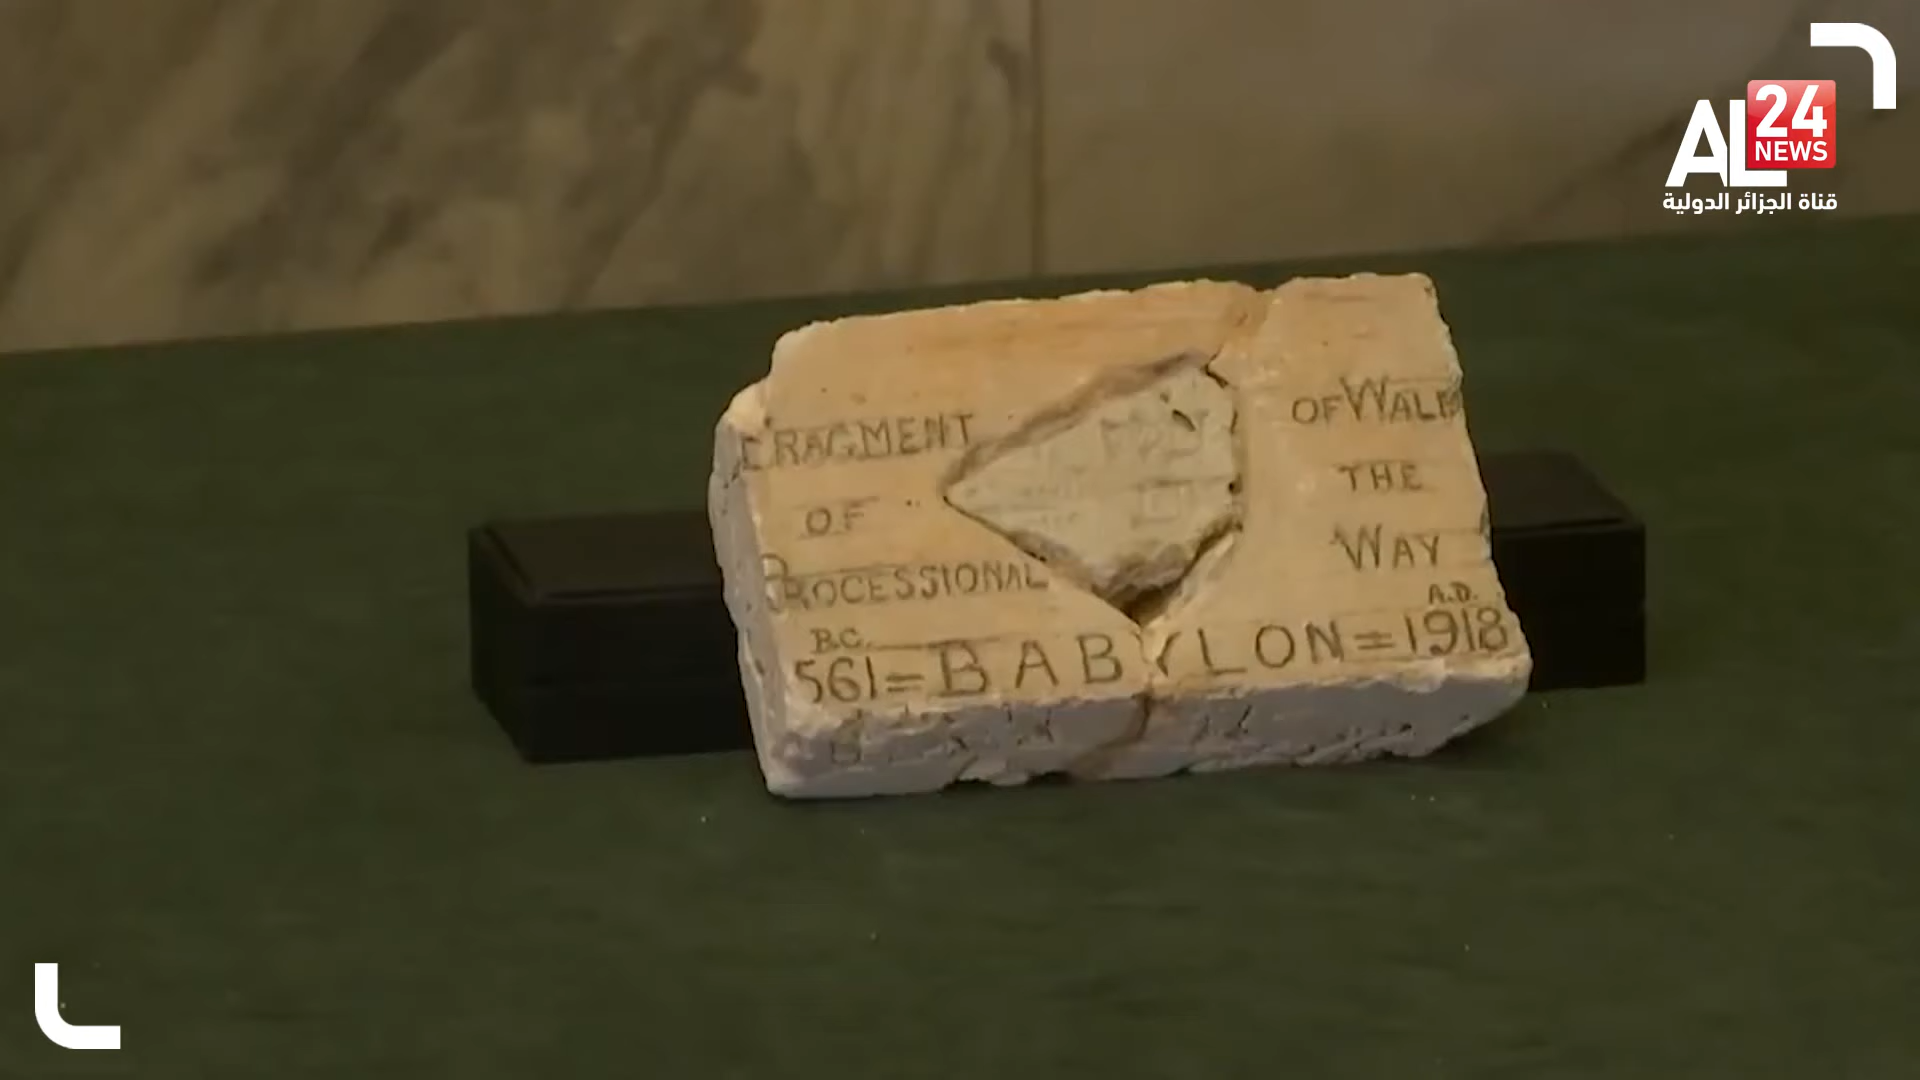 AL
24
NEWS
قناة الجزائر الدولية
FRAGMENT OF WALL
OF THE
PROCESSIONAL WAY
B.C. A.D.
561=BABYLON=1918